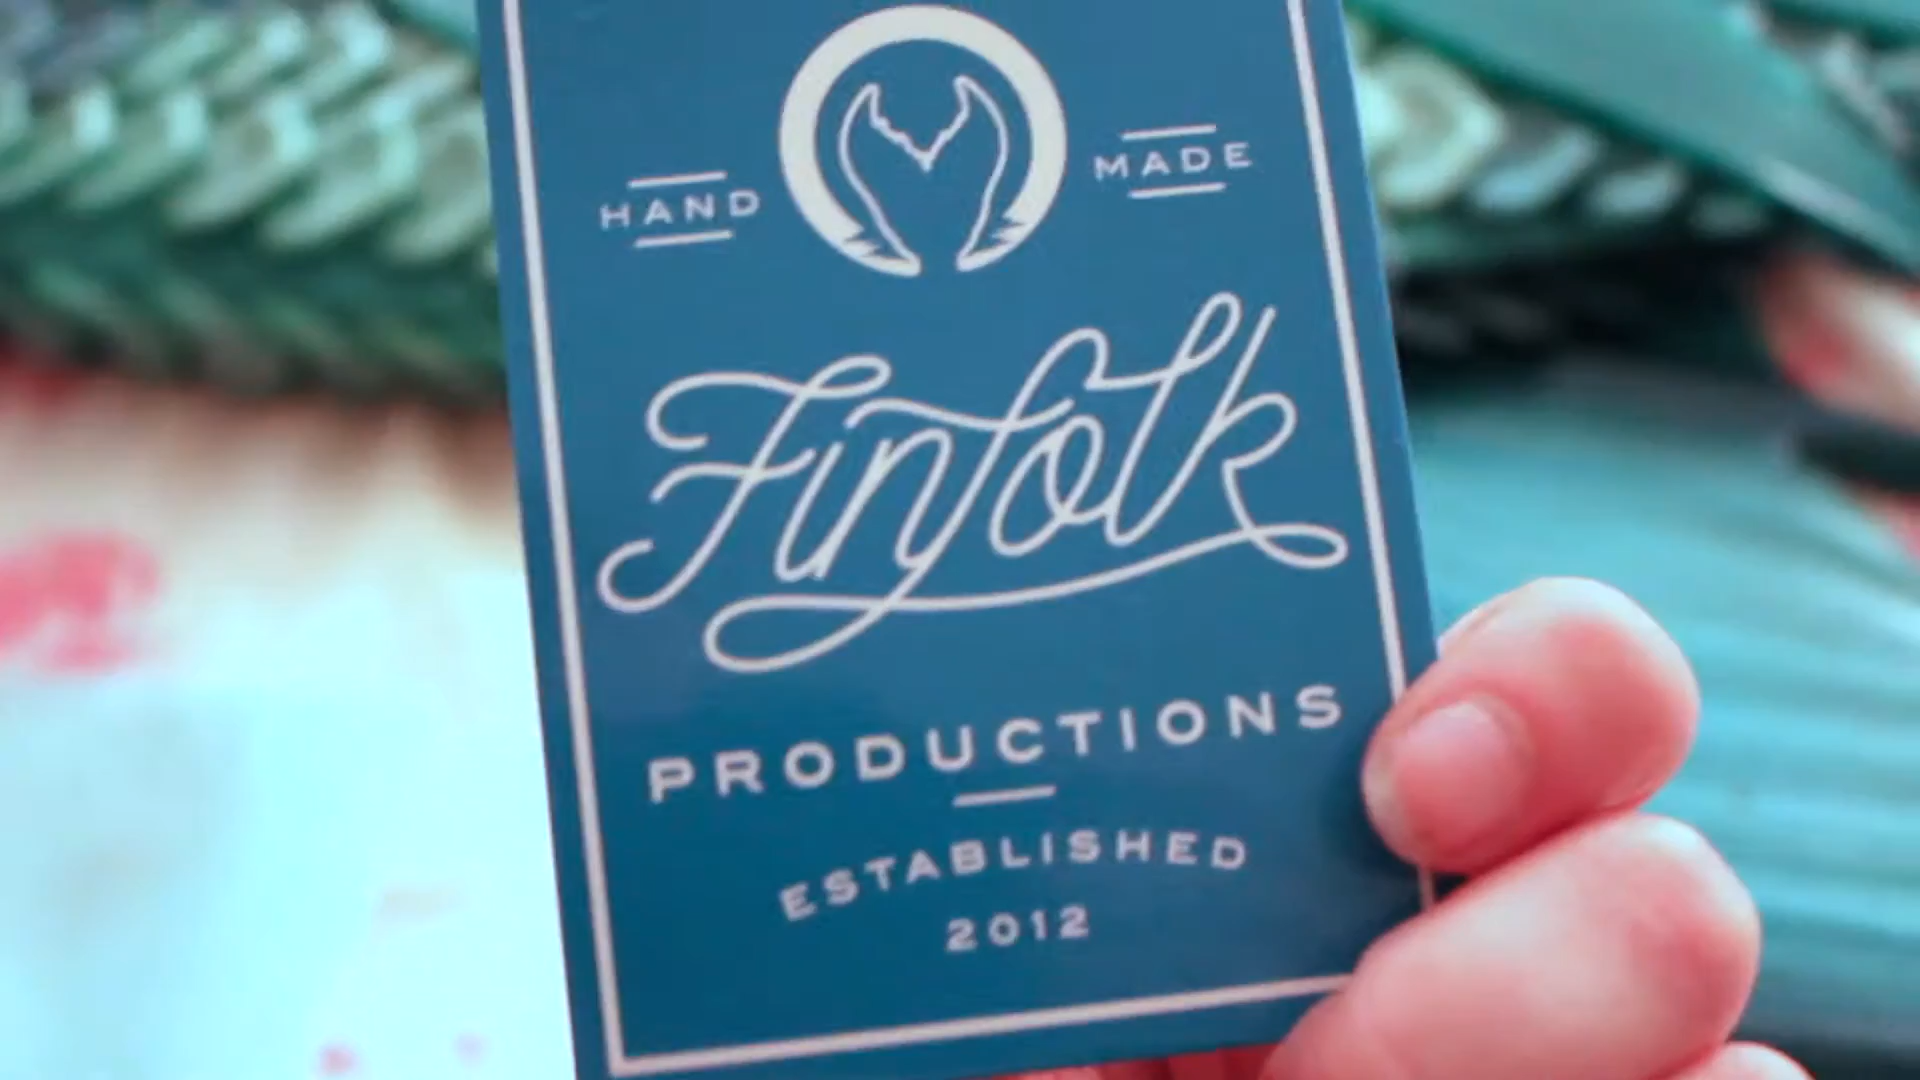 HAND MADE
Finfolk
PRODUCTIONS
ESTABLISHED
2012